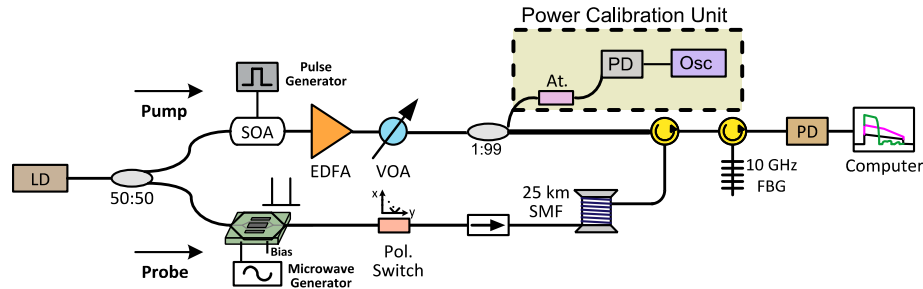 Power Calibration Unit
Pulse
Generator
PD
Osc
At.
Pump
SOA
1:99
EDFA
VOA
LD
50:50
10 GHz
FBG
PD
Computer
25 km
SMF
x
y
Bias
Pol.
Switch
Probe
Microwave
Generator